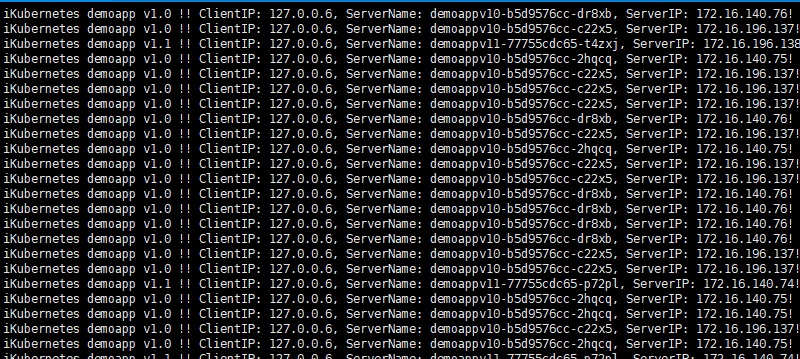 iKubernetes demoapp v1.0 !! ClientIP: 127.0.0.6, ServerName: demoappv10-b5d9576cc-dr8xb, ServerIP: 172.16.140.76!
iKubernetes demoapp v1.0 !! ClientIP: 127.0.0.6, ServerName: demoappv10-b5d9576cc-c22x5, ServerIP: 172.16.196.137!
iKubernetes demoapp v1.1 !! ClientIP: 127.0.0.6, ServerName: demoappv11-77755cdc65-t4zxj, ServerIP: 172.16.196.138
iKubernetes demoapp v1.0 !! ClientIP: 127.0.0.6, ServerName: demoappv10-b5d9576cc-2hqcq, ServerIP: 172.16.140.75!
iKubernetes demoapp v1.0 !! ClientIP: 127.0.0.6, ServerName: demoappv10-b5d9576cc-c22x5, ServerIP: 172.16.196.137!
iKubernetes demoapp v1.0 !! ClientIP: 127.0.0.6, ServerName: demoappv10-b5d9576cc-c22x5, ServerIP: 172.16.196.137!
iKubernetes demoapp v1.0 !! ClientIP: 127.0.0.6, ServerName: demoappv10-b5d9576cc-c22x5, ServerIP: 172.16.196.137!
iKubernetes demoapp v1.0 !! ClientIP: 127.0.0.6, ServerName: demoappv10-b5d9576cc-dr8xb, ServerIP: 172.16.140.76!
iKubernetes demoapp v1.0 !! ClientIP: 127.0.0.6, ServerName: demoappv10-b5d9576cc-c22x5, ServerIP: 172.16.196.137!
iKubernetes demoapp v1.0 !! ClientIP: 127.0.0.6, ServerName: demoappv10-b5d9576cc-2hqcq, ServerIP: 172.16.140.75!
iKubernetes demoapp v1.0 !! ClientIP: 127.0.0.6, ServerName: demoappv10-b5d9576cc-c22x5, ServerIP: 172.16.196.137!
iKubernetes demoapp v1.0 !! ClientIP: 127.0.0.6, ServerName: demoappv10-b5d9576cc-c22x5, ServerIP: 172.16.196.137!
iKubernetes demoapp v1.0 !! ClientIP: 127.0.0.6, ServerName: demoappv10-b5d9576cc-dr8xb, ServerIP: 172.16.140.76!
iKubernetes demoapp v1.0 !! ClientIP: 127.0.0.6, ServerName: demoappv10-b5d9576cc-dr8xb, ServerIP: 172.16.140.76!
iKubernetes demoapp v1.0 !! ClientIP: 127.0.0.6, ServerName: demoappv10-b5d9576cc-dr8xb, ServerIP: 172.16.140.76!
iKubernetes demoapp v1.0 !! ClientIP: 127.0.0.6, ServerName: demoappv10-b5d9576cc-dr8xb, ServerIP: 172.16.140.76!
iKubernetes demoapp v1.0 !! ClientIP: 127.0.0.6, ServerName: demoappv10-b5d9576cc-c22x5, ServerIP: 172.16.196.137!
iKubernetes demoapp v1.0 !! ClientIP: 127.0.0.6, ServerName: demoappv10-b5d9576cc-c22x5, ServerIP: 172.16.196.137!
iKubernetes demoapp v1.1 !! ClientIP: 127.0.0.6, ServerName: demoappv11-77755cdc65-p72pl, ServerIP: 172.16.140.74!
iKubernetes demoapp v1.0 !! ClientIP: 127.0.0.6, ServerName: demoappv10-b5d9576cc-2hqcq, ServerIP: 172.16.140.75!
iKubernetes demoapp v1.0 !! ClientIP: 127.0.0.6, ServerName: demoappv10-b5d9576cc-2hqcq, ServerIP: 172.16.140.75!
iKubernetes demoapp v1.0 !! ClientIP: 127.0.0.6, ServerName: demoappv10-b5d9576cc-c22x5, ServerIP: 172.16.196.137!
iKubernetes demoapp v1.0 !! ClientIP: 127.0.0.6, ServerName: demoappv10-b5d9576cc-2hqcq, ServerIP: 172.16.140.75!
iKubernetes demoapp v1.1 !! ClientIP: 127.0.0.6, ServerName: demoappv11-77755cdc65-p72pl, ServerIP: 172.16.140.74!